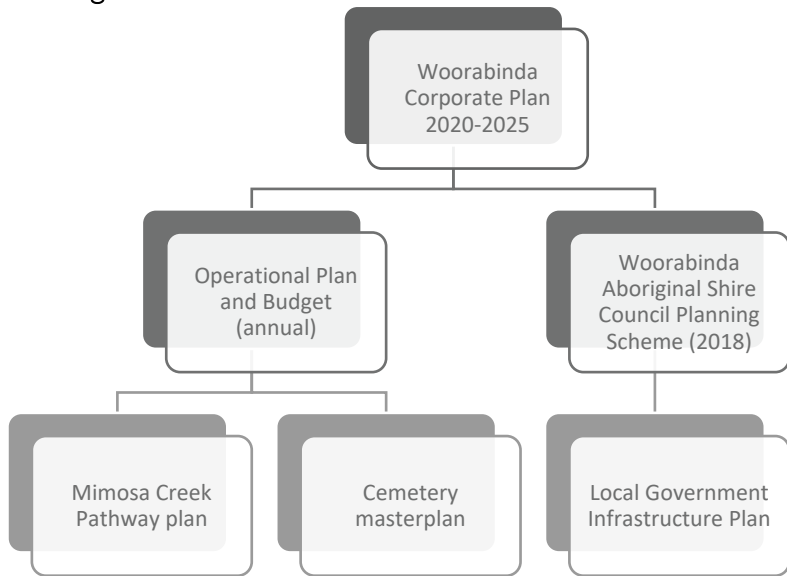 Woorabinda
Corporate Plan
2020-2025
Operational Plan
and Budget
(annual)
Woorabinda
Aboriginal Shire
Council Planning
Scheme (2018)
Mimosa Creek
Pathway plan
Cemetery
masterplan
Local Government
Infrastructure Plan